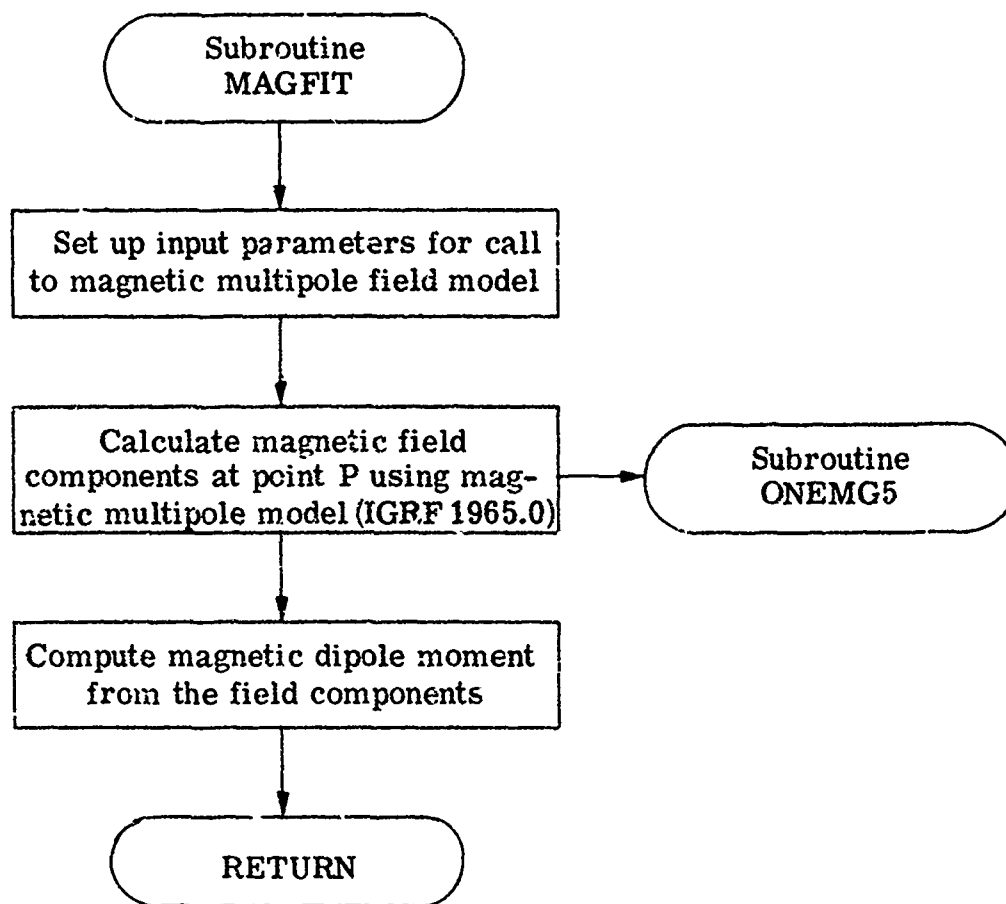 Subroutine
MAGFIT
Set up input parameters for call
to magnetic multipole field model
Calculate magnetic field
components at point P using mag-
netic multipole model (IGRF 1965.0)
Subroutine
ONEMG5
Compute magnetic dipole moment
from the field components
RETURN